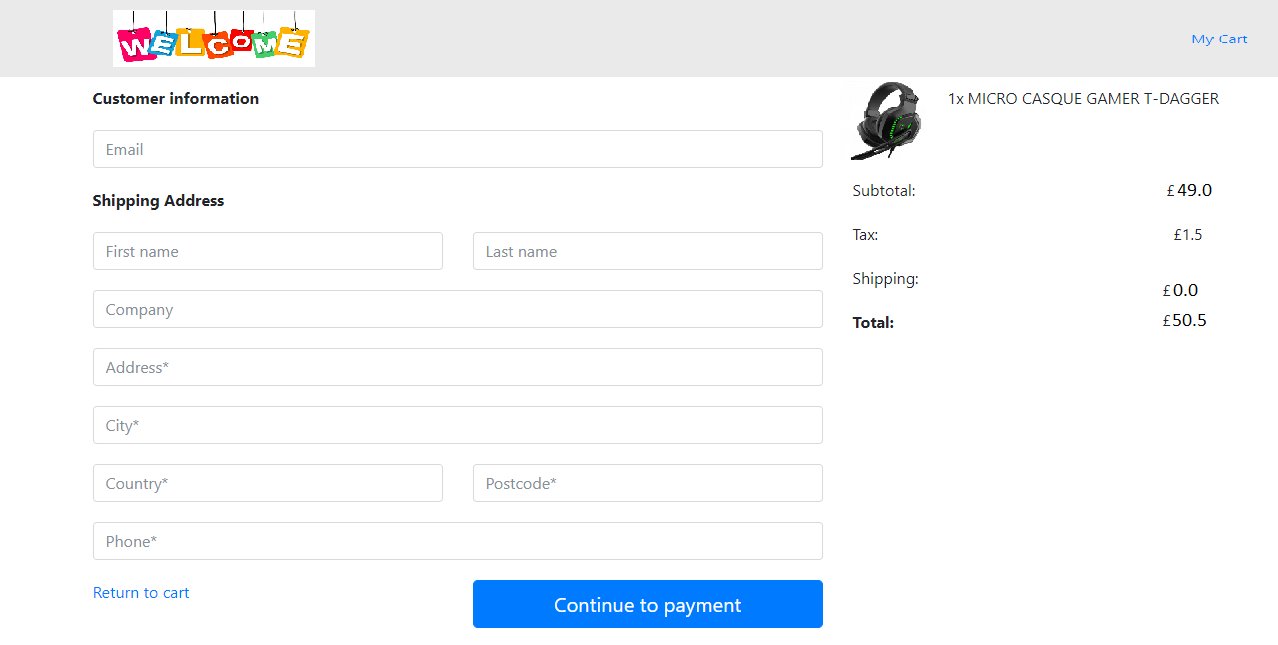 WELCOME
My Cart
Customer information
Email
Shipping Address
First name
Last name
Company
Address*
City*
Country*
Postcode*
Phone*
Return to cart
Continue to payment
1x MICRO CASQUE GAMER T-DAGGER
Subtotal: £49.0
Tax: £1.5
Shipping: £0.0
Total: £50.5